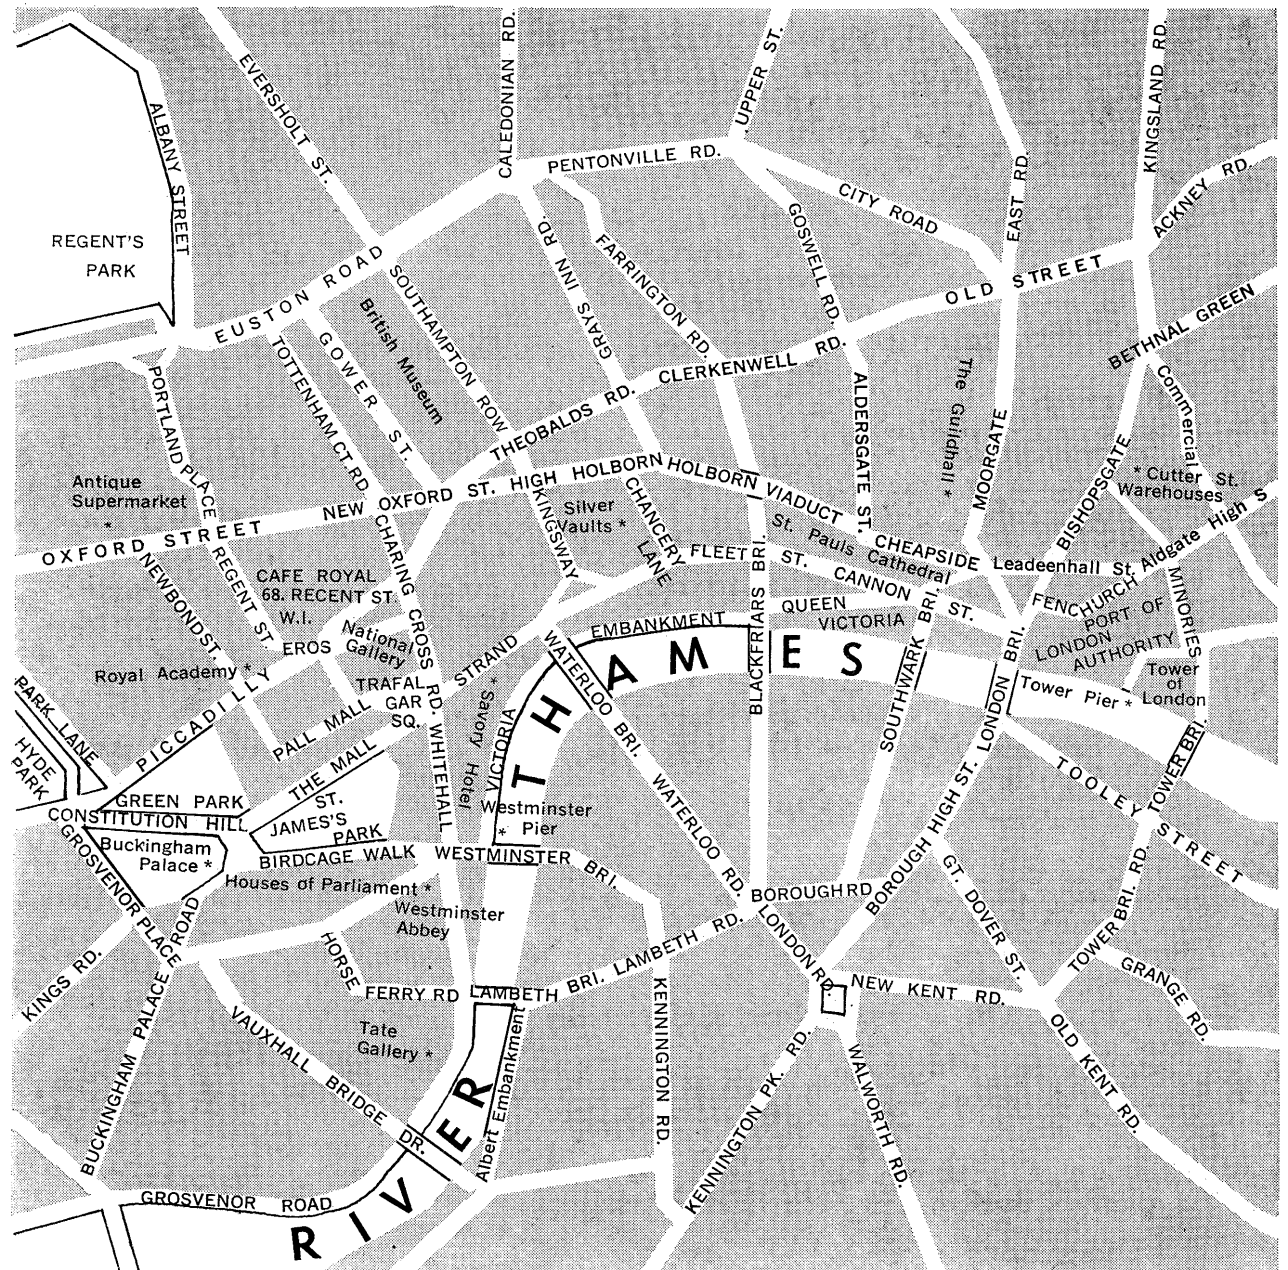 EVERSHOLT ST.
CALEDONIAN RD.
UPPER ST.
KINGSLAND RD.
ALBANY STREET
PENTONVILLE RD.
CITY ROAD
EAST RD.
ACKNEY RD.
REGENT'S
PARK
GOSWELL RD.
GRAYS INN RD.
FARRINGTON RD.
OLD STREET
EUSTON ROAD
SOUTHAMPTON ROW
British Museum
BETHNAL GREEN
GOWER ST.
TOTTENHAM CT. RD
PORTLAND PLACE
CLERKENWELL RD.
THEOBALDS RD.
ALDERSGATE ST.
The Guildhall *
MOORGATE
Commercial St.
BISHOPSGATE
* Cutter
Warehouses
Antique
Supermarket
*
NEW OXFORD ST.
HIGH HOLBORN
HOLBORN VIADUCT
OXFORD STREET
KINGSWAY
Silver
Vaults *
CHANCERY
LANE
St. Pauls Cathedral
CHEAPSIDE
Leadeenhall St.
Aldgate High S
NEWBOND ST.
REGENT ST
CHARING CROSS RD.
FLEET ST.
CANNON ST.
BLACKFRIARS BRI.
FENCHURCH
MINORIES
CAFE ROYAL
68. RECENT ST.
W.I.
National
Gallery
EROS
EMBANKMENT
QUEEN
VICTORIA
PORT OF
LONDON
AUTHORITY
Royal Academy *
PICCADILLY
STRAND
WATERLOO BRI.
SOUTHWARK BRI.
LONDON BRI.
Tower
of
London
Tower Pier *
TRAFAL
GAR
SQ.
PARK LANE
HYDE
PARK
PALL MALL
THE MALL
* Savory Hotel
VICTORIA
WHITEHALL
RIVER THAMES
TOWER BRI.
TOOLEY STREET
GREEN PARK
CONSTITUTION HILL
ST.
JAMES'S
PARK
Westminster
* Pier
WATERLOO RD.
BOROUGH HIGH ST.
Buckingham
Palace *
BIRDCAGE WALK
WESTMINSTER BRI.
GROSVENOR PLACE
Houses of Parliament *
Westminster
Abbey
BOROUGH RD
GT. DOVER ST.
TOWER BRI. RD.
KINGS RD.
BUCKINGHAM PALACE ROAD
HORSE
FERRY RD
LAMBETH BRI.
LAMBETH RD.
LONDON RD.
NEW KENT RD.
GRANGE RD.
VAUXHALL BRIDGE DR.
Tate
Gallery *
Albert Embankment
KENNINGTON RD.
KENNINGTON PK. RD.
WALWORTH RD.
OLD KENT RD.
GROSVENOR ROAD